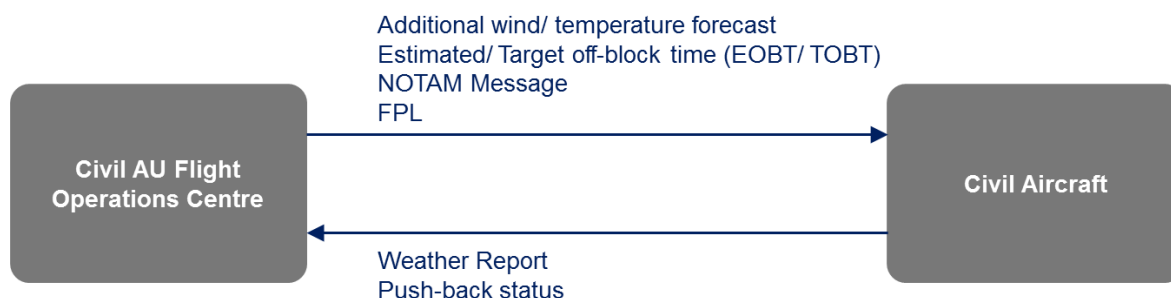 Additional wind/ temperature forecast
Estimated/ Target off-block time (EOBT/ TOBT)
NOTAM Message
FPL
Civil AU Flight
Operations Centre
Civil Aircraft
Weather Report
Push-back status